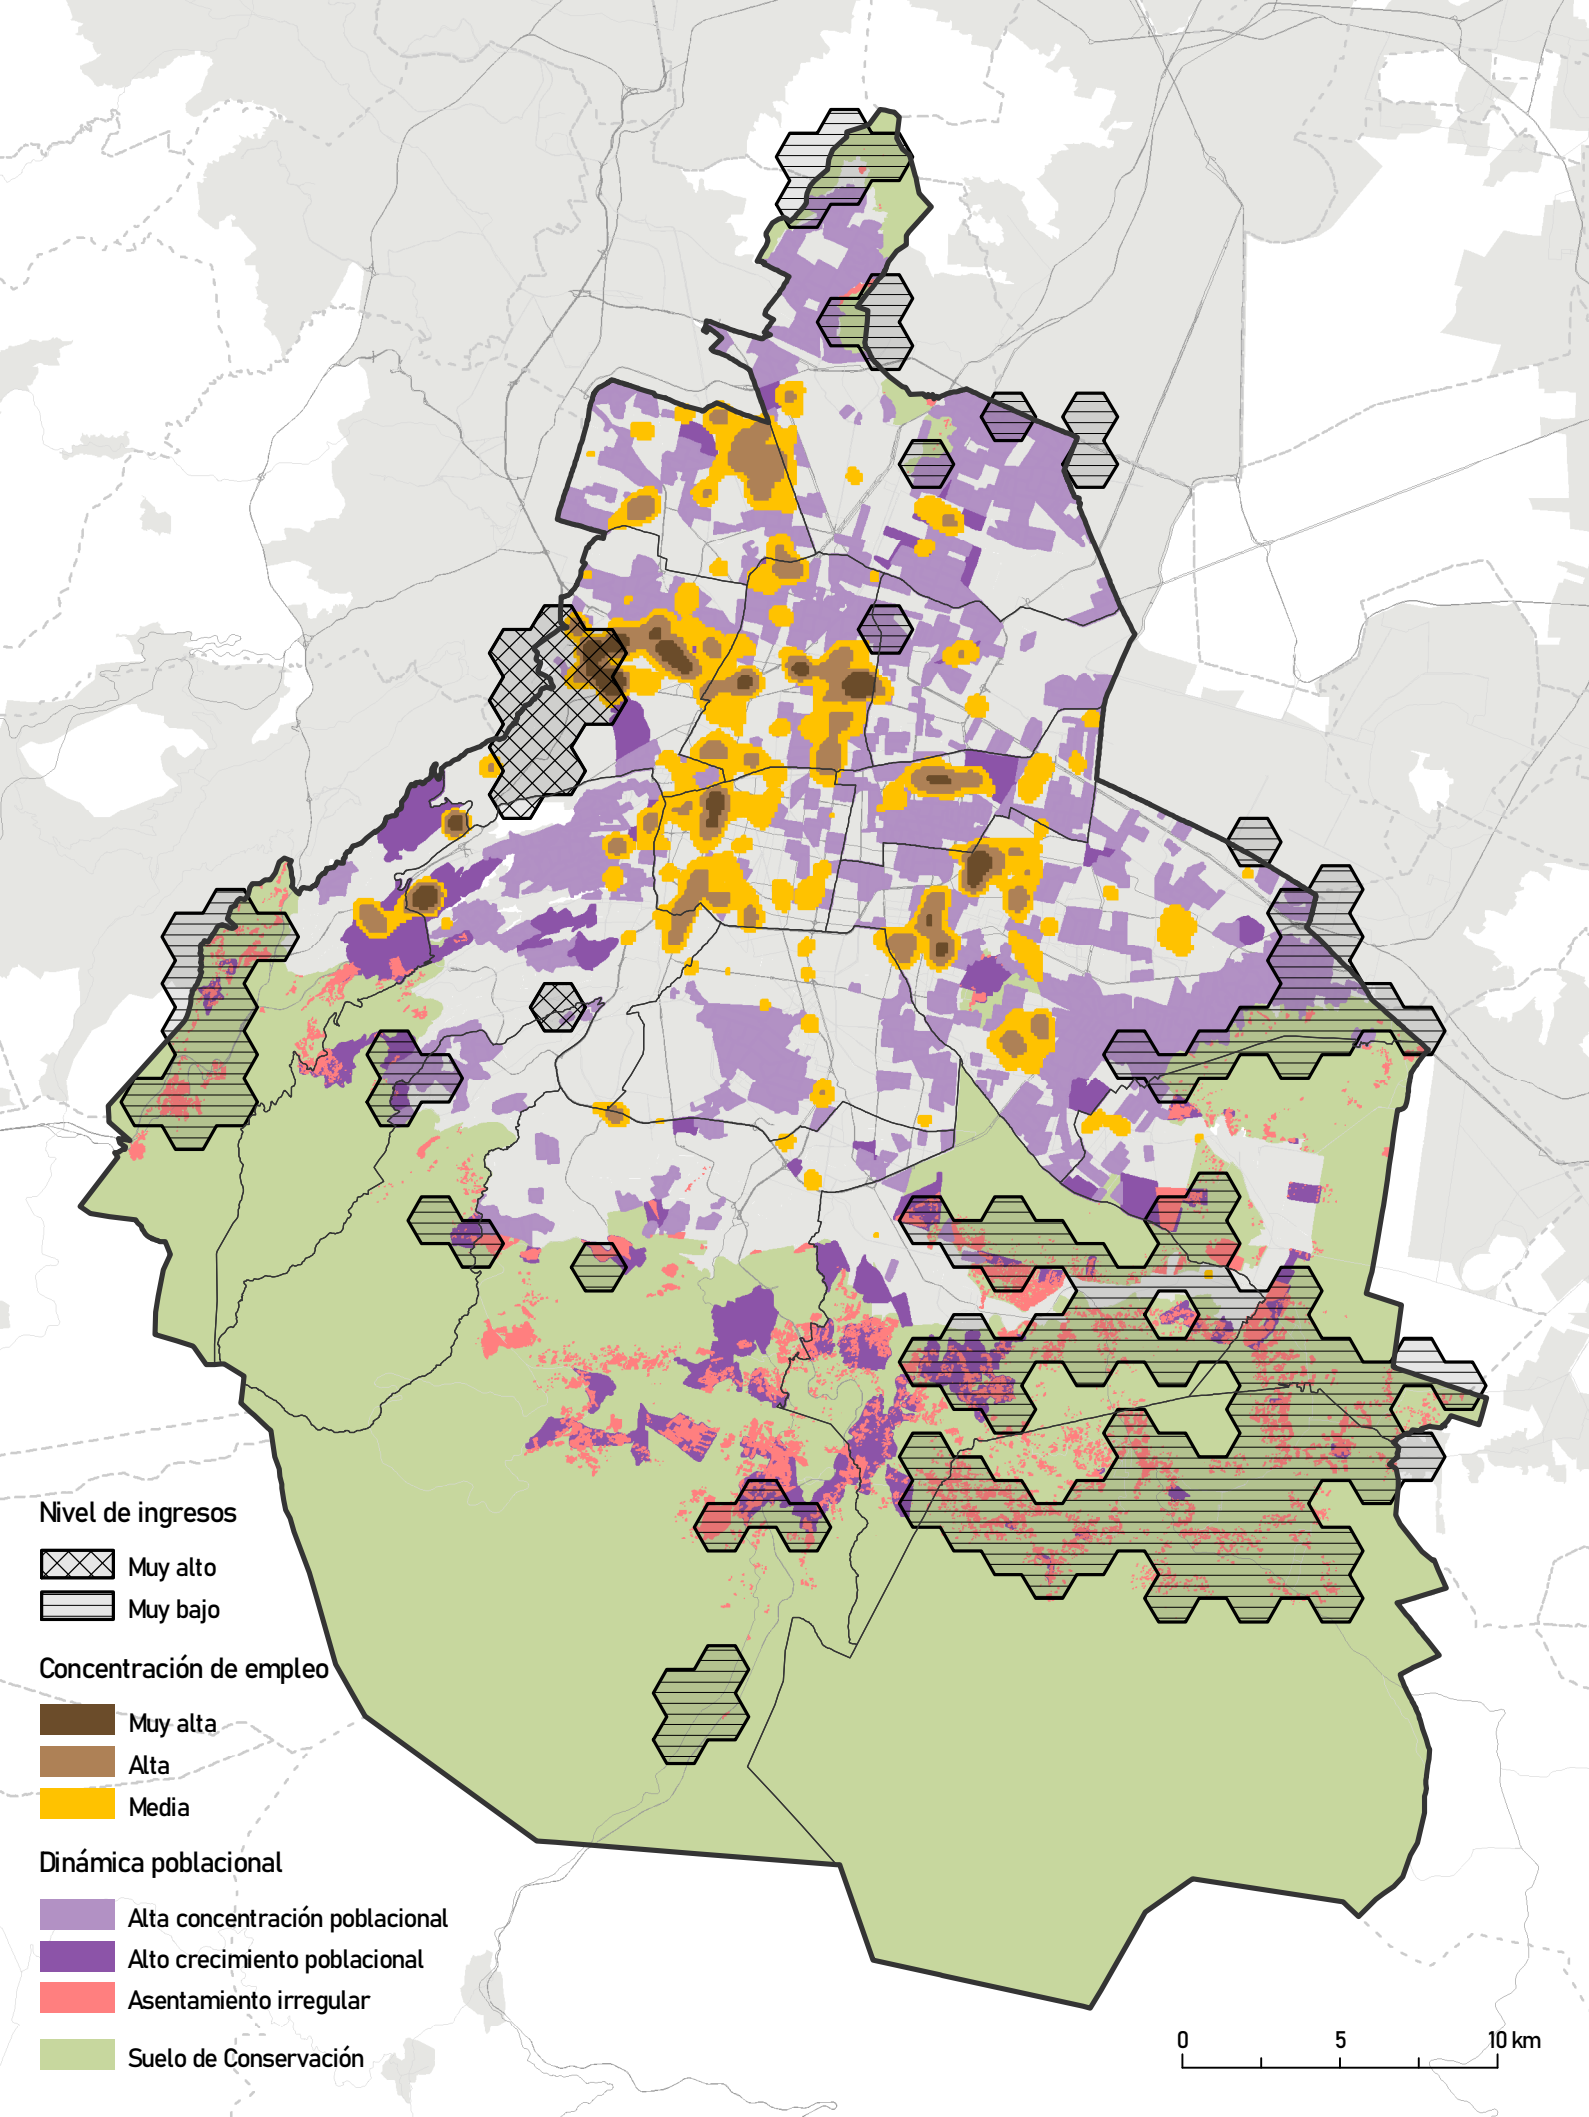 Nivel de ingresos
Muy alto
Muy bajo
Concentración de empleo
Muy alta
Alta
Media
Dinámica poblacional
Alta concentración poblacional
Alto crecimiento poblacional
Asentamiento irregular
Suelo de Conservación
0 5 10 km